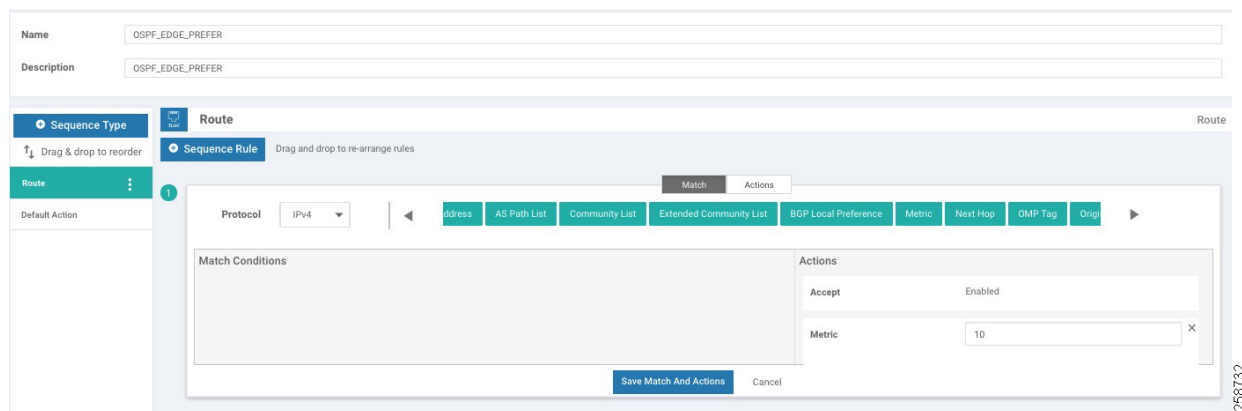 Name OSPF_EDGE_PREFER
Description OSPF_EDGE_PREFER
Sequence Type
Route Route
Drag & drop to reorder
Sequence Rule Drag and drop to re-arrange rules
Route
Default Action
1
Match Actions
Protocol IPv4 ddress AS Path List Community List Extended Community List BGP Local Preference Metric Next Hop OMP Tag Origi
Match Conditions
Actions
Accept Enabled
Metric 10
Save Match And Actions Cancel
258732